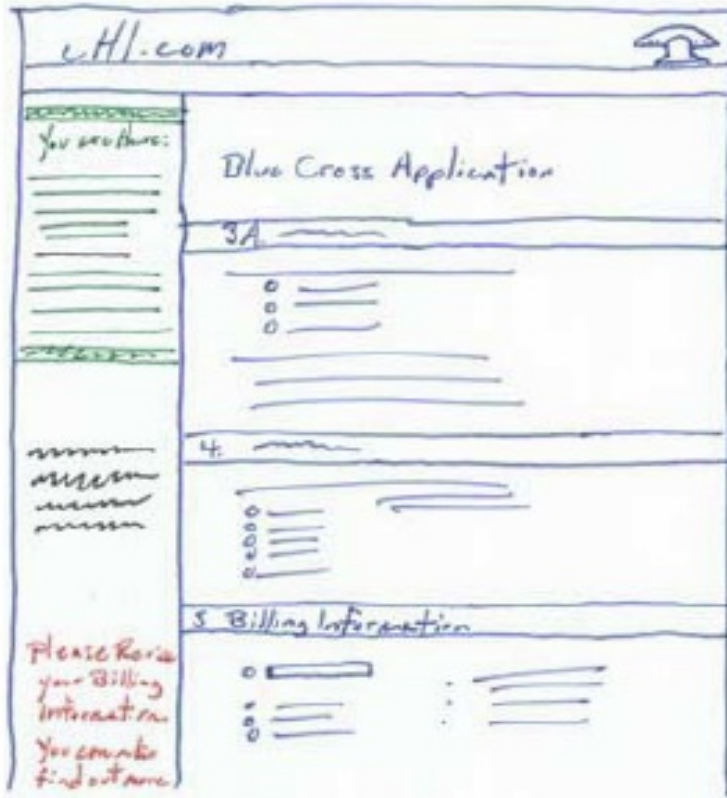 eHI.com
You are Here:
Blue Cross Application
3A
4.
5 Billing Information
Please Revise
your Billing
Information.
You can also
find out more